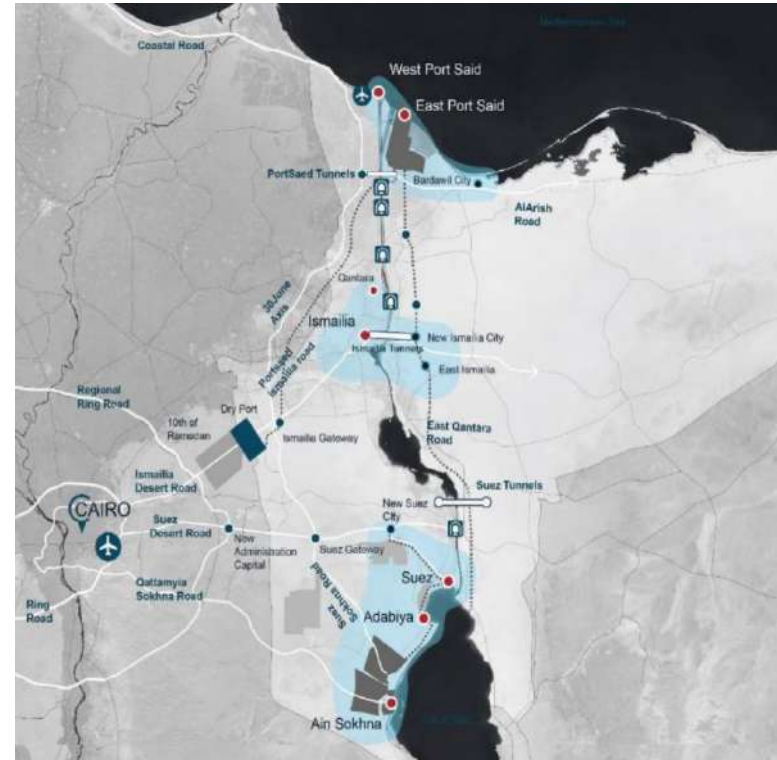 Mediterranean Sea
Coastal Road
West Port Said
East Port Said
PortSaed Tunnels
Bardawil City
AlArish
Road
Qantara
30June
Axis
Ismailia
New Ismailia City
Ismailia Tunnels
Portsaed
Ismailia road
East Ismailia
Regional
Ring Road
Dry Port
10th of
Ramadan
Ismailia Gateway
East Qantara
Road
Ismailia
Desert Road
Suez Tunnels
CAIRO
Suez
Desert Road
New Suez
City
New
Administration
Capital
Suez Gateway
Suez
Qattamyia
Sokhna Road
Suez
Sokhna Road
Ring
Road
Adabiya
Ain Sokhna